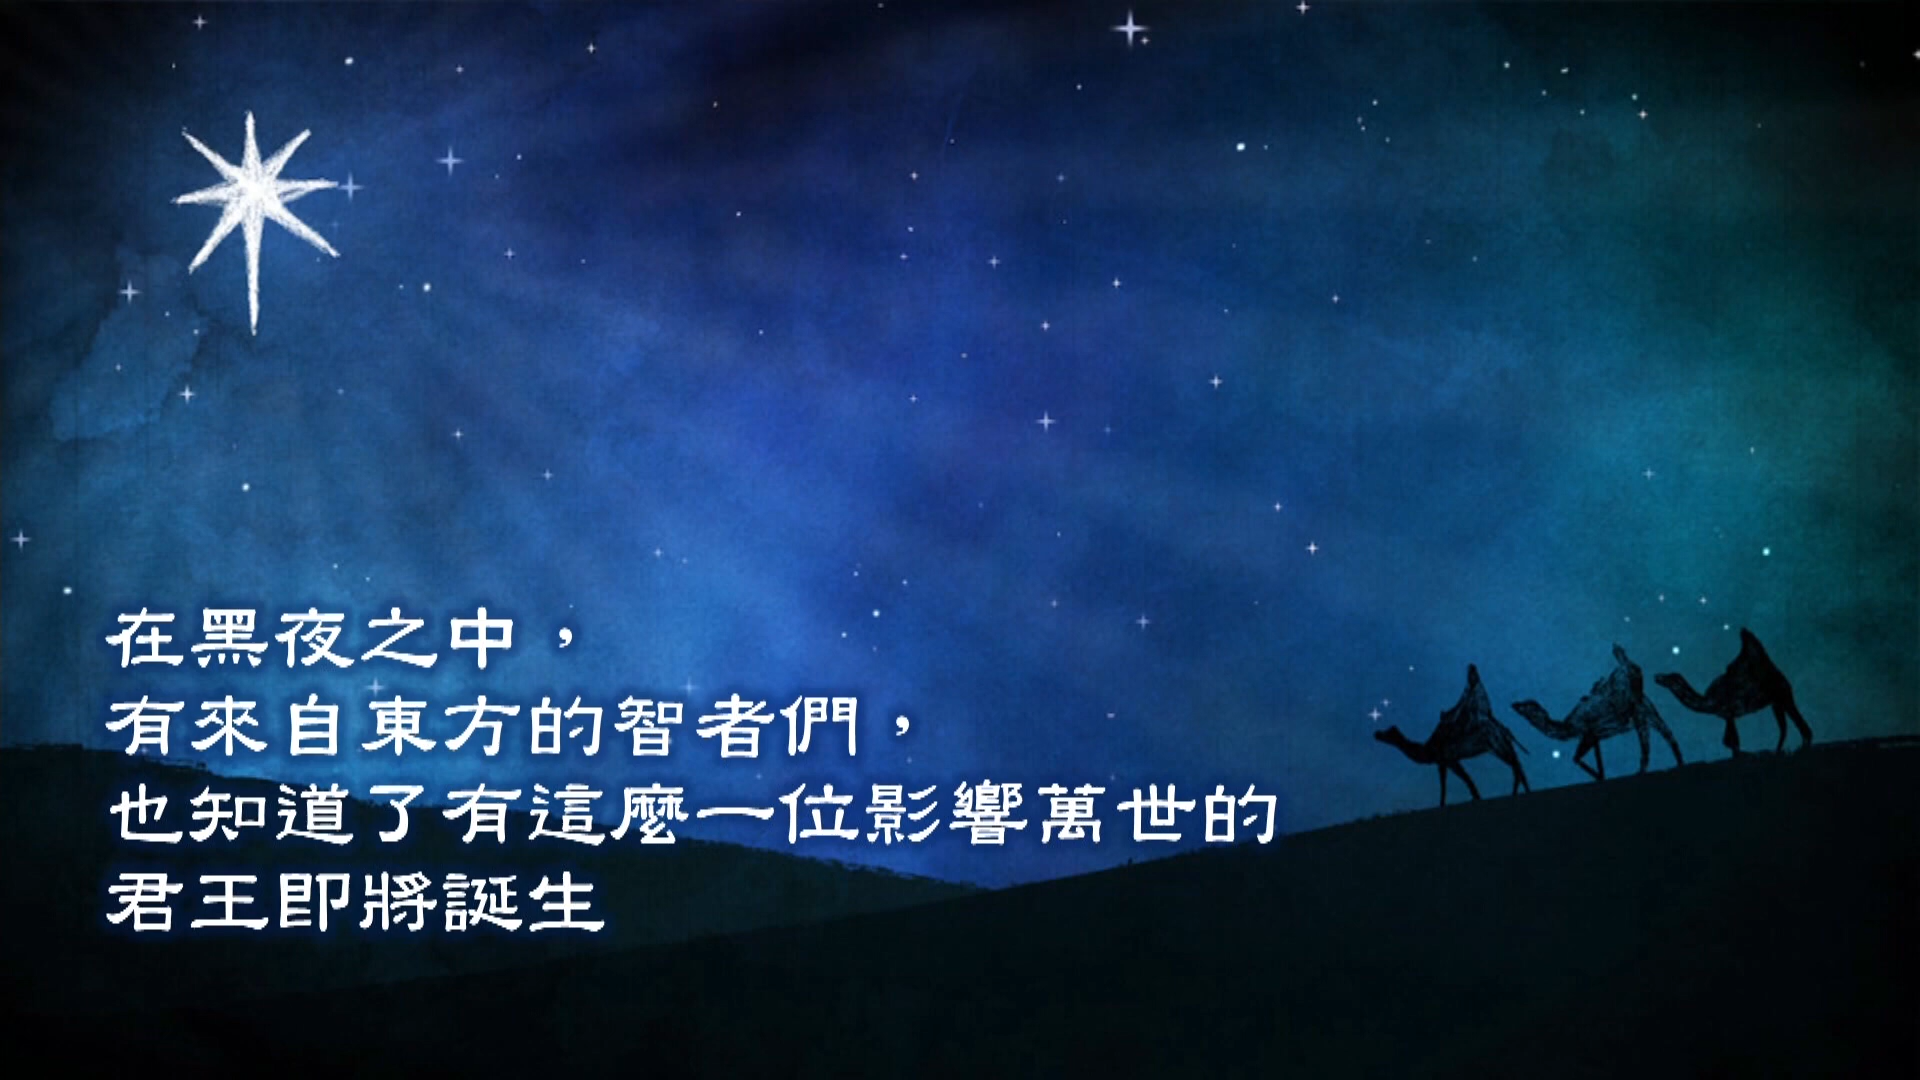 在黑夜之中，
有來自東方的智者們，
也知道了有這麼一位影響萬世的
君王即將誕生